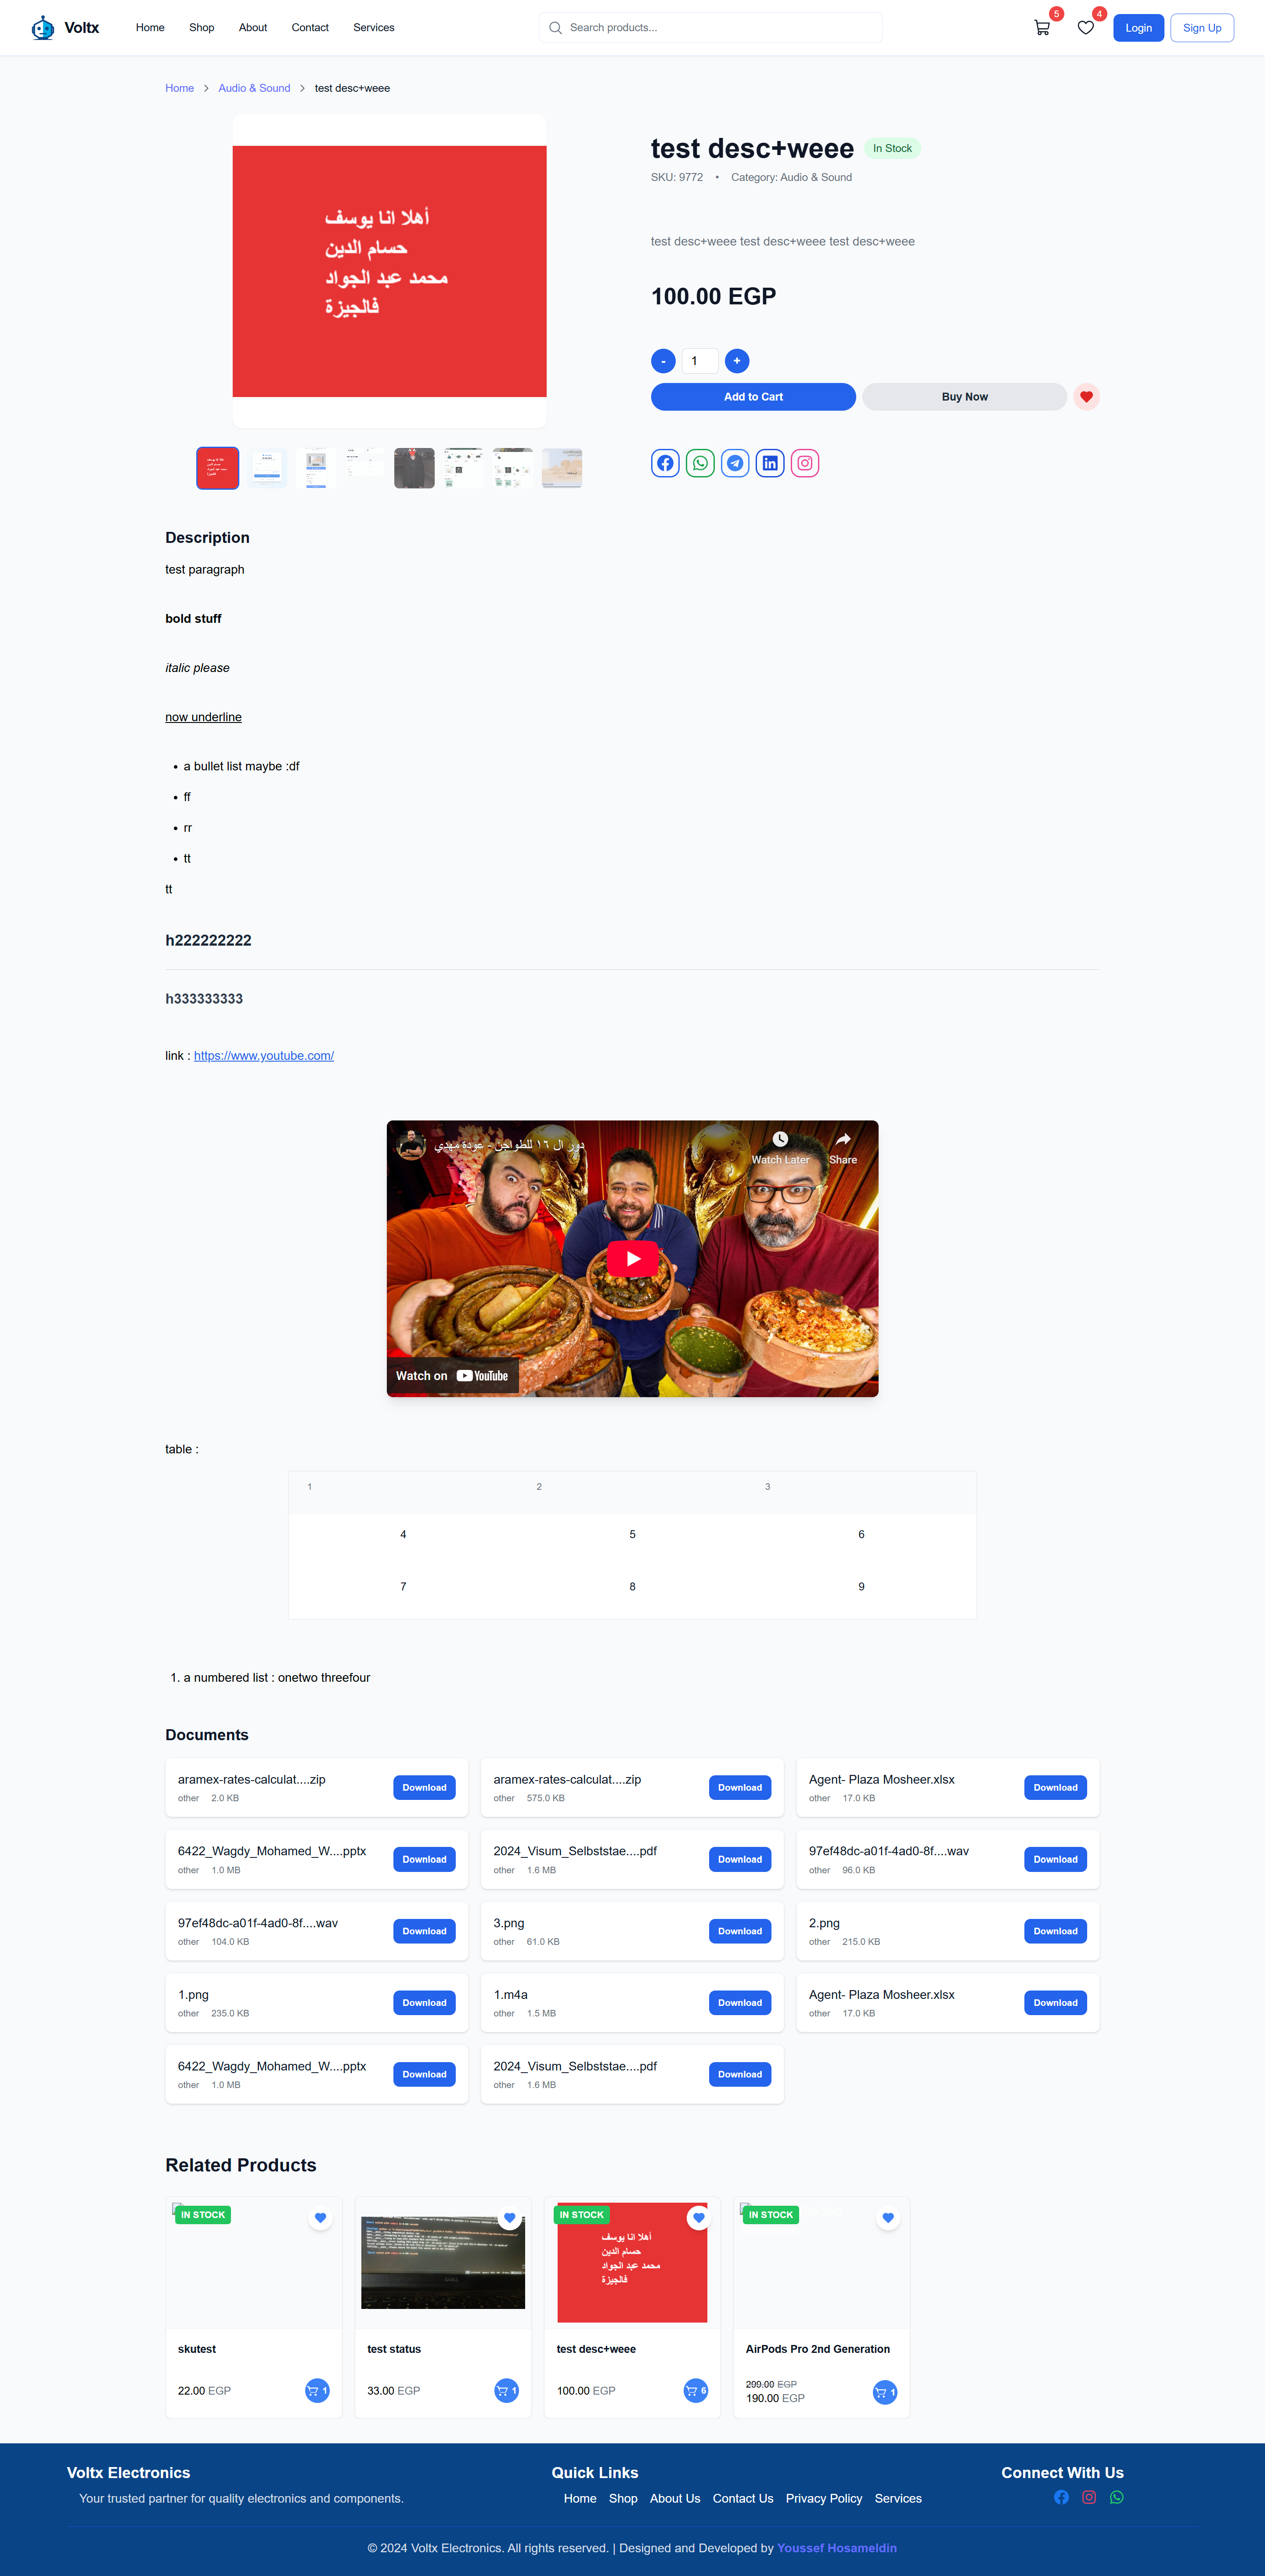 Voltx
Home
Shop
About
Contact
Services
Search products...
5
4
Login
Sign Up
Home > Audio & Sound > test desc+weee
أهلا انا يوسف
حسام الدين
محمد عبد الجواد
فالجيزة
test desc+weee
In Stock
SKU: 9772 • Category: Audio & Sound
test desc+weee test desc+weee test desc+weee
100.00 EGP
- 1 +
Add to Cart
Buy Now
Description
test paragraph
bold stuff
italic please
now underline
• a bullet list maybe :df
• ff
• rr
• tt
tt
h222222222
h333333333
link : https://www.youtube.com/
دور ال ١٦ للطواجن - عودة مهدي
Watch Later
Share
Watch on YouTube
table :
1 2 3
4 5 6
7 8 9
1. a numbered list : onetwo threefour
Documents
aramex-rates-calculat....zip
other 2.0 KB
Download
aramex-rates-calculat....zip
other 575.0 KB
Download
Agent- Plaza Mosheer.xlsx
other 17.0 KB
Download
6422_Wagdy_Mohamed_W....pptx
other 1.0 MB
Download
2024_Visum_Selbststae....pdf
other 1.6 MB
Download
97ef48dc-a01f-4ad0-8f....wav
other 96.0 KB
Download
97ef48dc-a01f-4ad0-8f....wav
other 104.0 KB
Download
3.png
other 61.0 KB
Download
2.png
other 215.0 KB
Download
1.png
other 235.0 KB
Download
1.m4a
other 1.5 MB
Download
Agent- Plaza Mosheer.xlsx
other 17.0 KB
Download
6422_Wagdy_Mohamed_W....pptx
other 1.0 MB
Download
2024_Visum_Selbststae....pdf
other 1.6 MB
Download
Related Products
IN STOCK
skutest
22.00 EGP
1
test status
33.00 EGP
1
IN STOCK
أهلا انا يوسف
حسام الدين
محمد عبد الجواد
فالجيزة
test desc+weee
100.00 EGP
6
IN STOCK
AirPods Pro 2nd Generation
299.00 EGP
190.00 EGP
1
Voltx Electronics
Your trusted partner for quality electronics and components.
Quick Links
Home Shop About Us Contact Us Privacy Policy Services
Connect With Us
© 2024 Voltx Electronics. All rights reserved. | Designed and Developed by Youssef Hosameldin